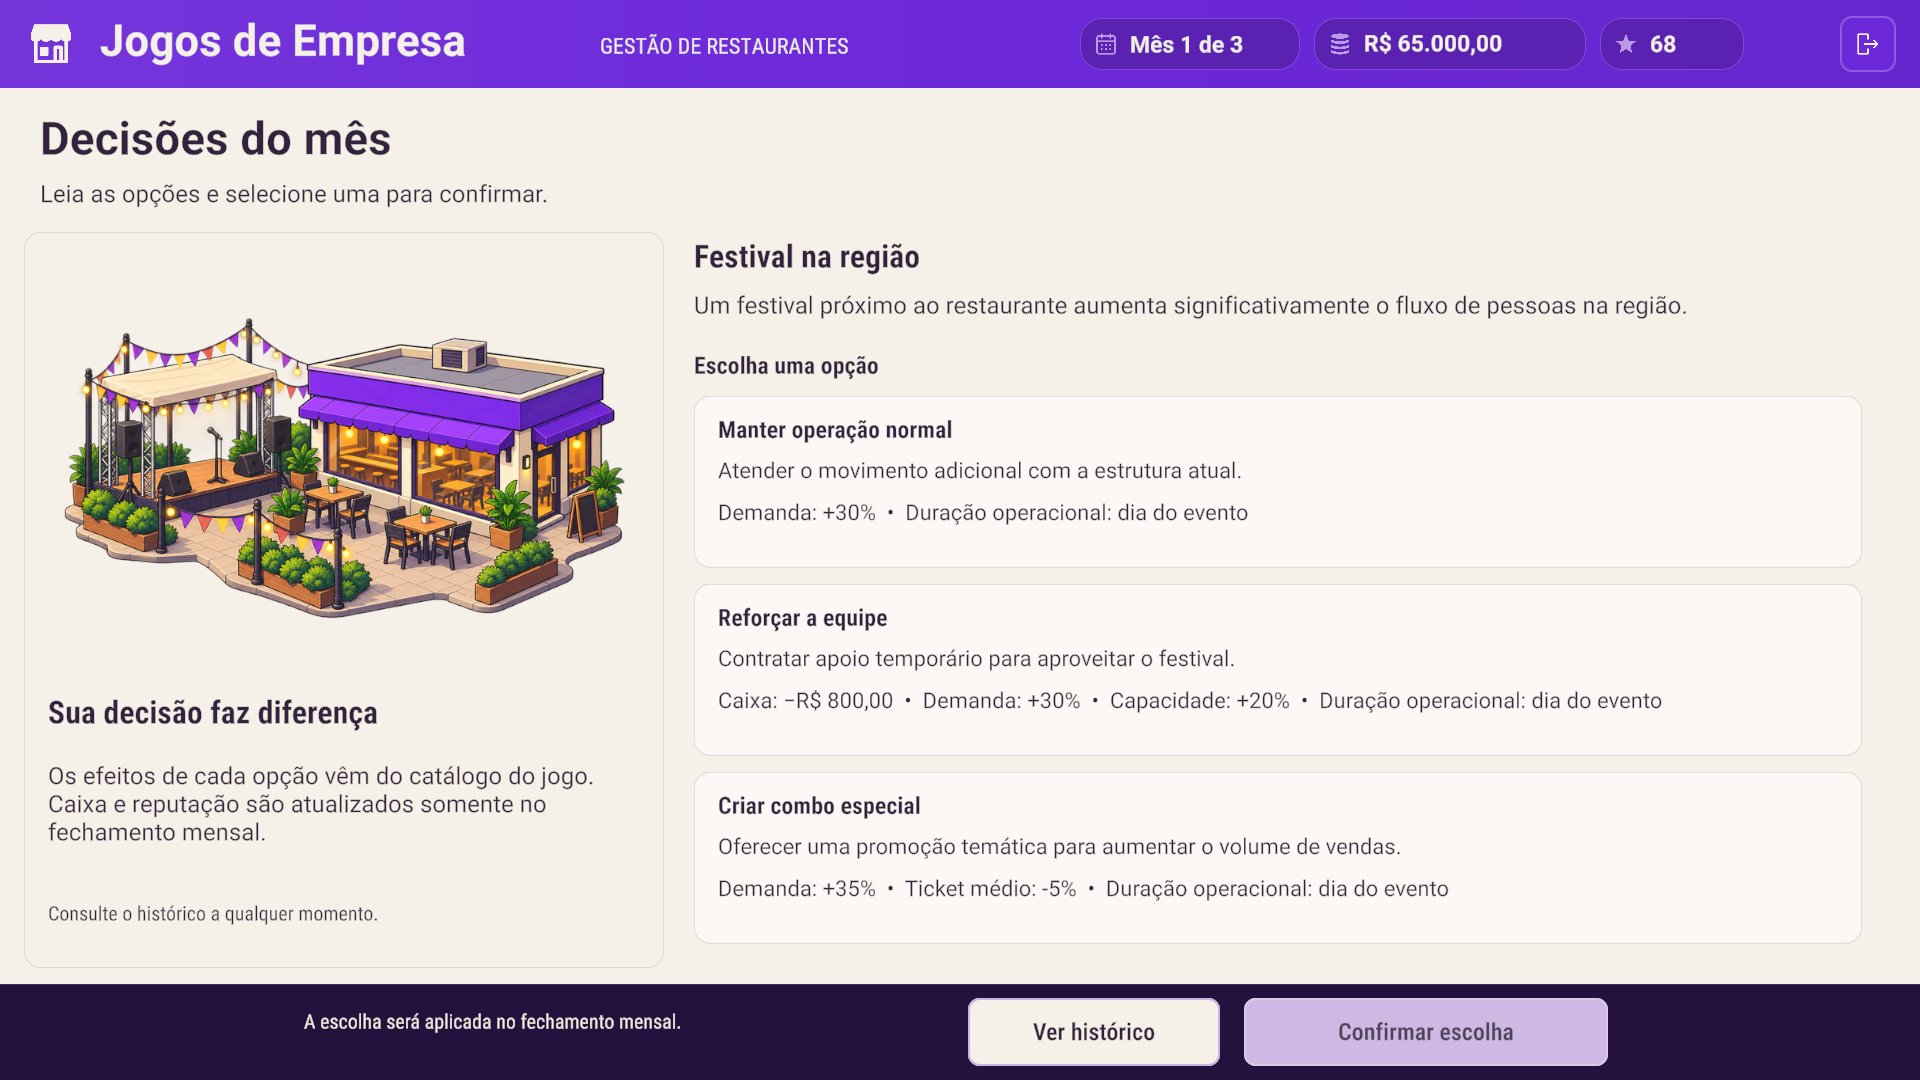 Jogos de Empresa
GESTÃO DE RESTAURANTES
Mês 1 de 3
R$ 65.000,00
68
Decisões do mês
Leia as opções e selecione uma para confirmar.
Sua decisão faz diferença
Os efeitos de cada opção vêm do catálogo do jogo.
Caixa e reputação são atualizados somente no
fechamento mensal.
Consulte o histórico a qualquer momento.
Festival na região
Um festival próximo ao restaurante aumenta significativamente o fluxo de pessoas na região.
Escolha uma opção
Manter operação normal
Atender o movimento adicional com a estrutura atual.
Demanda: +30% • Duração operacional: dia do evento
Reforçar a equipe
Contratar apoio temporário para aproveitar o festival.
Caixa: −R$ 800,00 • Demanda: +30% • Capacidade: +20% • Duração operacional: dia do evento
Criar combo especial
Oferecer uma promoção temática para aumentar o volume de vendas.
Demanda: +35% • Ticket médio: -5% • Duração operacional: dia do evento
A escolha será aplicada no fechamento mensal.
Ver histórico
Confirmar escolha